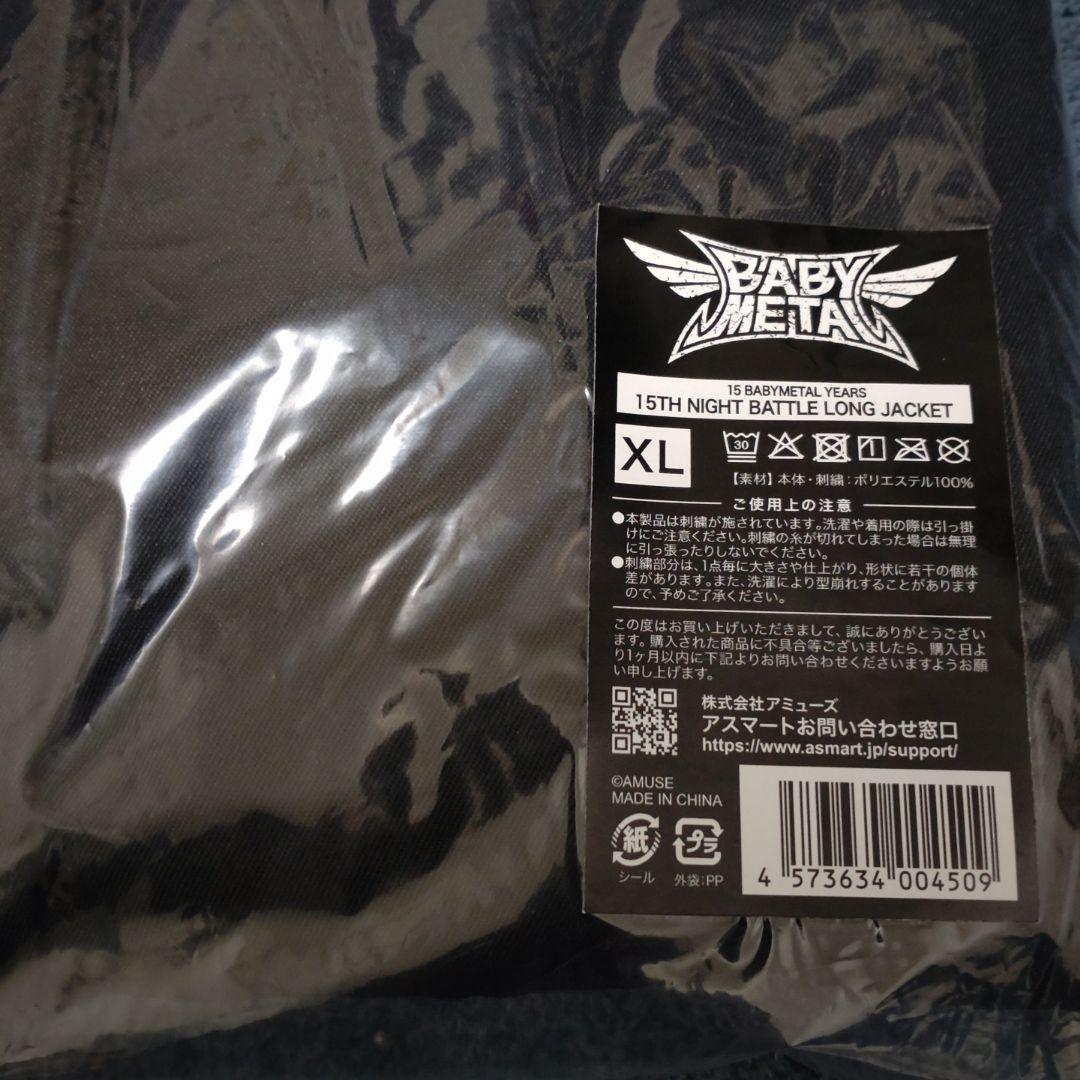 BABY
METAL
15 BABYMETAL YEARS
15TH NIGHT BATTLE LONG JACKET
XL
30
【素材】本体・刺繍：ポリエステル100%
ご使用上の注意
●本製品は刺繍が施されています。洗濯や着用の際は引っ掛
けにご注意ください。刺繍の糸が切れてしまった場合は無理
に引っ張ったりしないでください。
●刺繍部分は、1点毎に大きさや仕上がり、形状に若干の個体
差があります。また、洗濯により型崩れすることがあります
ので、予めご了承ください。
この度はお買い上げいただきまして、誠にありがとうござい
ます。購入された商品に不具合等ございましたら、購入日よ
り1ヶ月以内に下記よりお問い合わせくださいますようお願
い申し上げます。
株式会社アミューズ
アスマートお問い合わせ窓口
https://www.asmart.jp/support/
©AMUSE
MADE IN CHINA
紙
プラ
シール
外袋:PP
4 573634 004509